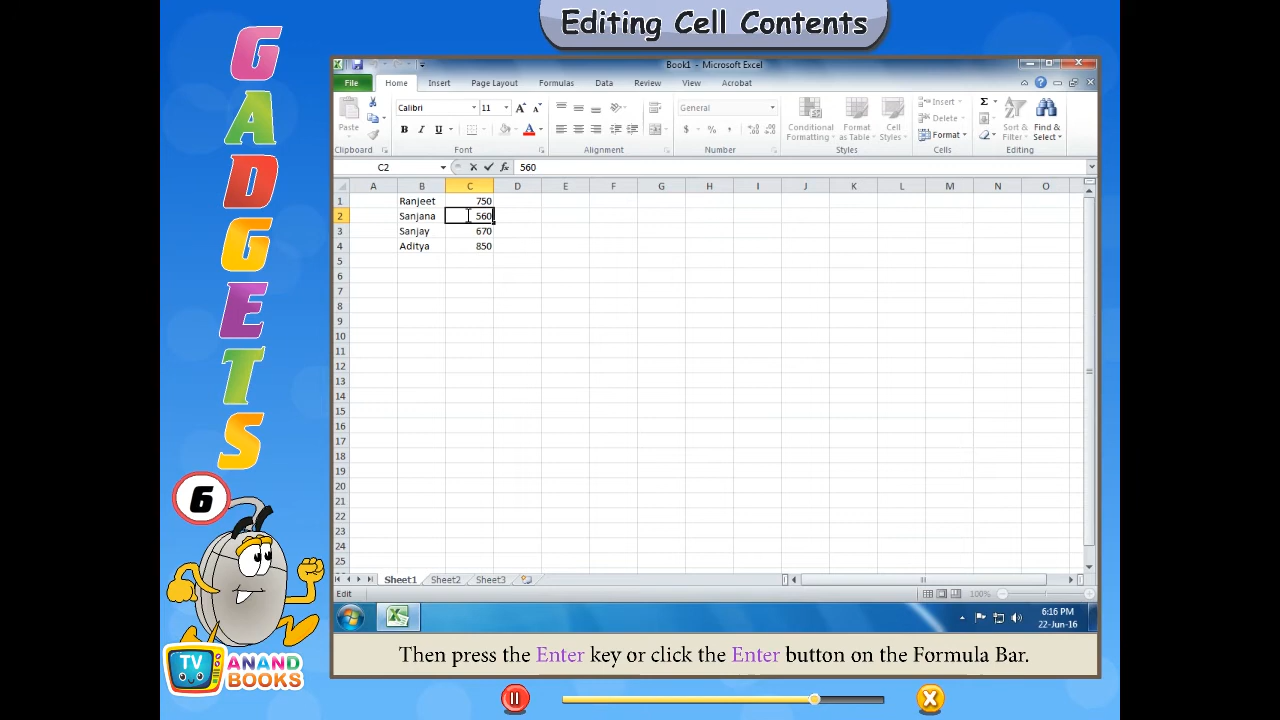 Editing Cell Contents
GADGETS
6
TV
ANAND
BOOKS
Book1 - Microsoft Excel
File Home Insert Page Layout Formulas Data Review View Acrobat
Paste
Calibri 11
B I U
General
$ % ,
Conditional Formatting
Format as Table
Cell Styles
Insert
Delete
Format
Σ
Sort & Filter
Find & Select
Clipboard Font Alignment Number Styles Cells Editing
C2 fx 560
A B C D E F G H I J K L M N O
1 Ranjeet 750
2 Sanjana 560
3 Sanjay 670
4 Aditya 850
5
6
7
8
9
10
11
12
13
14
15
16
17
18
19
20
21
22
23
24
25
Sheet1 Sheet2 Sheet3
Edit 100%
6:16 PM
22-Jun-16
Then press the Enter key or click the Enter button on the Formula Bar.